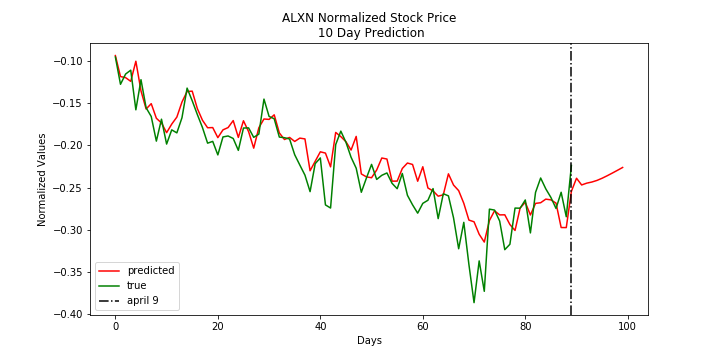 ALXN Normalized Stock Price
10 Day Prediction
Normalized Values
−0.10
−0.15
−0.20
−0.25
−0.30
−0.35
−0.40
predicted
true
april 9
0
20
40
60
80
100
Days